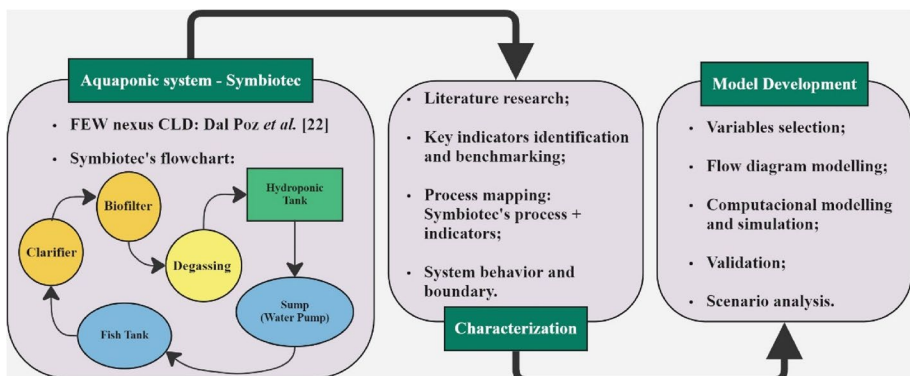 Aquaponic system - Symbiotec
• FEW nexus CLD: Dal Poz et al. [22]
• Symbiotec's flowchart:
Biofilter
Hydroponic
Tank
Clarifier
Degassing
Sump
(Water Pump)
Fish Tank
• Literature research;
• Key indicators identification
and benchmarking;
• Process mapping:
Symbiotec's process +
indicators;
• System behavior and
boundary.
Characterization
Model Development
• Variables selection;
• Flow diagram modelling;
• Computacional modelling
and simulation;
• Validation;
• Scenario analysis.